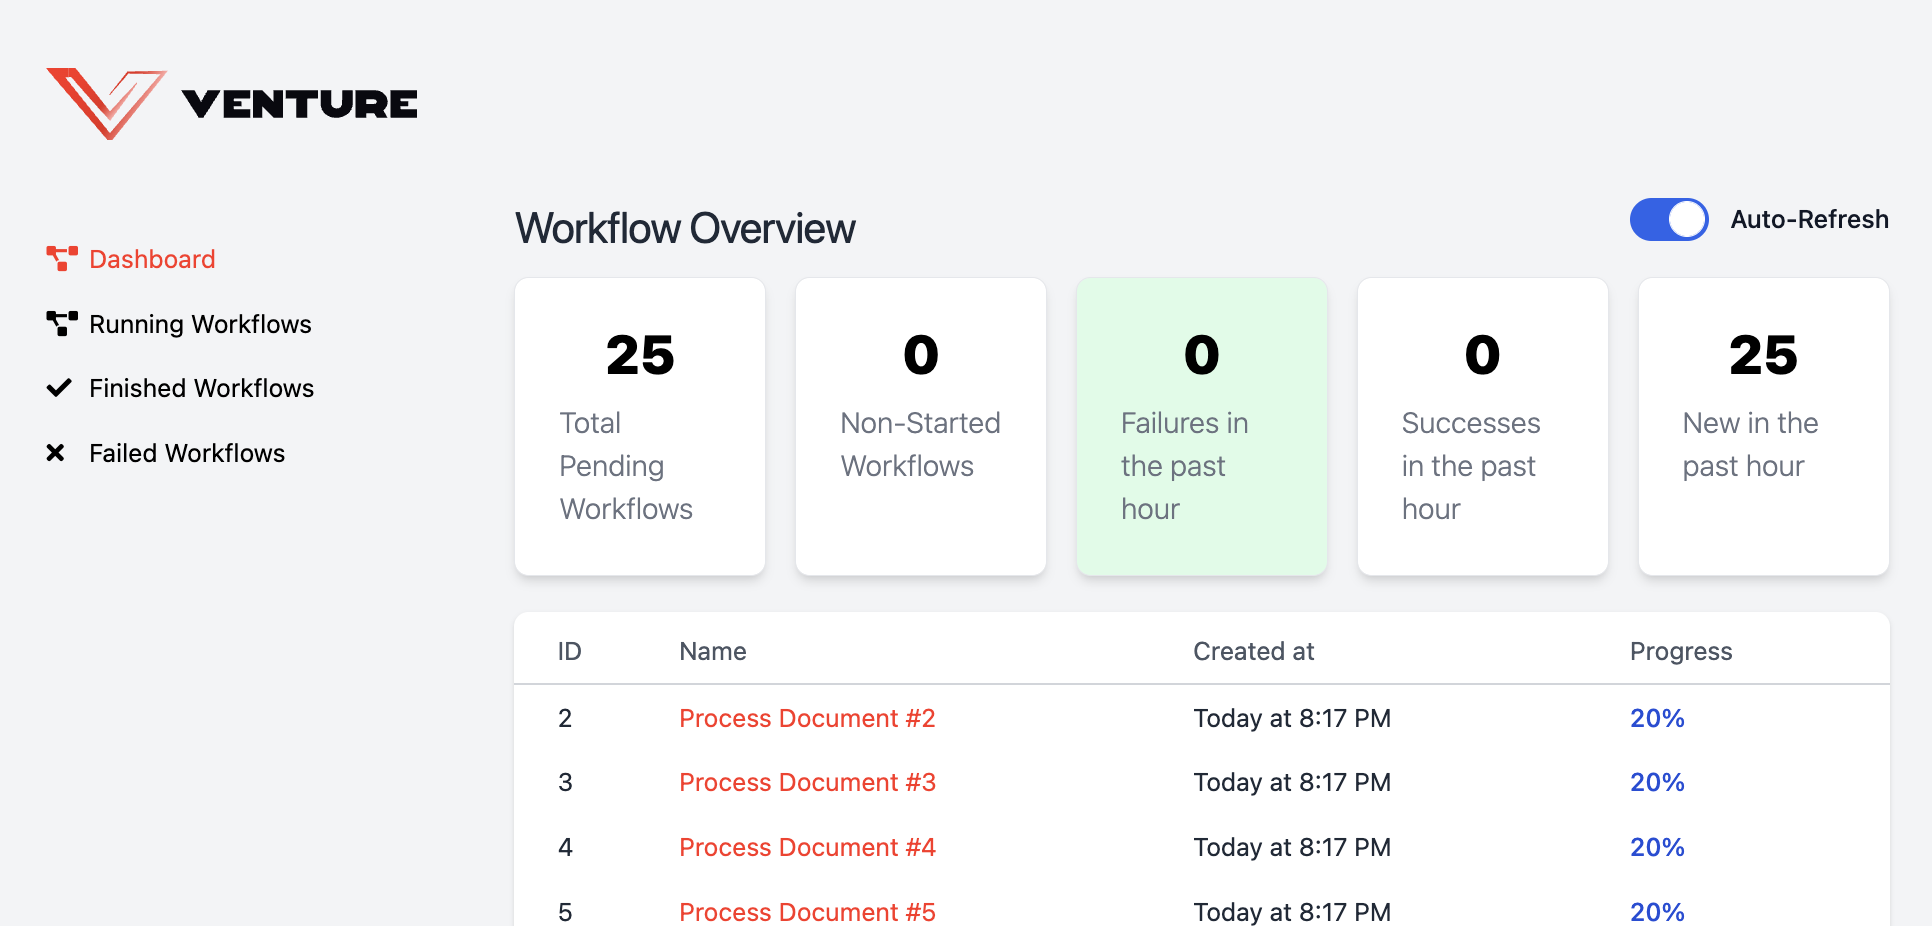 VENTURE
Dashboard
Running Workflows
Finished Workflows
Failed Workflows
Workflow Overview
Auto-Refresh
25
Total
Pending
Workflows
0
Non-Started
Workflows
0
Failures in
the past
hour
0
Successes
in the past
hour
25
New in the
past hour
ID Name Created at Progress
2 Process Document #2 Today at 8:17 PM 20%
3 Process Document #3 Today at 8:17 PM 20%
4 Process Document #4 Today at 8:17 PM 20%
5 Process Document #5 Today at 8:17 PM 20%